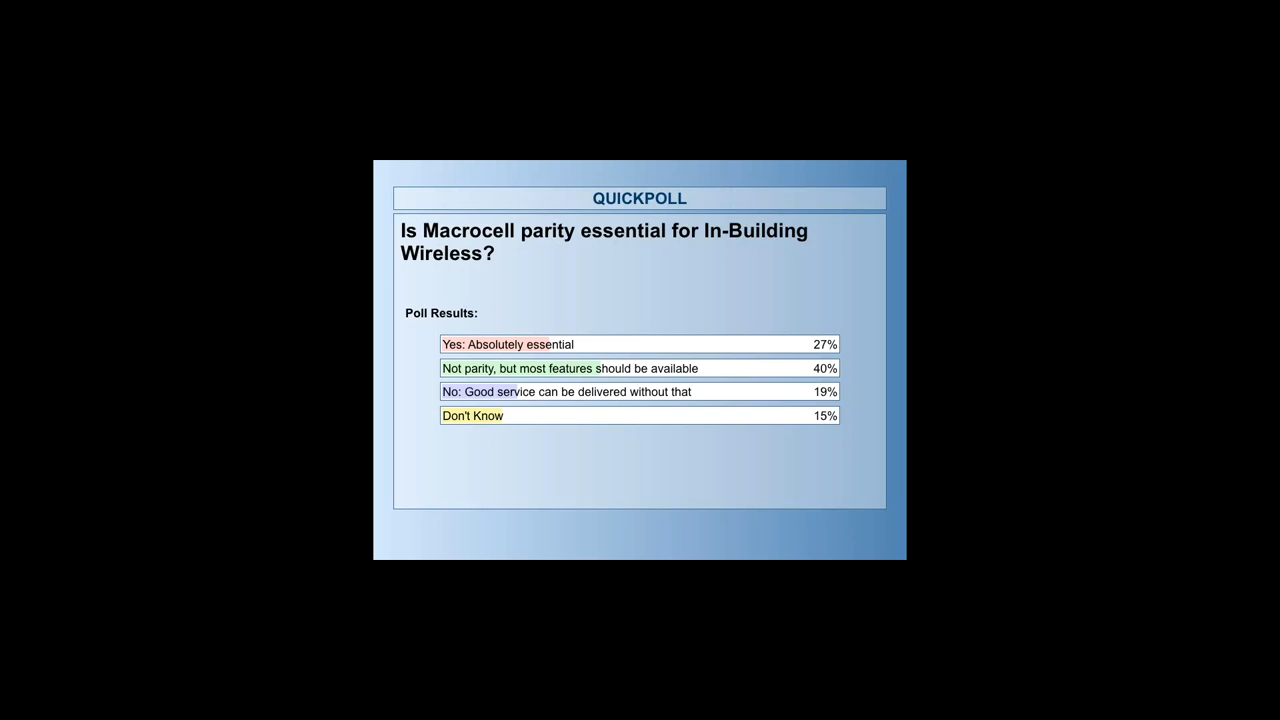 QUICKPOLL
Is Macrocell parity essential for In-Building
Wireless?
Poll Results:
Yes: Absolutely essential 27%
Not parity, but most features should be available 40%
No: Good service can be delivered without that 19%
Don't Know 15%